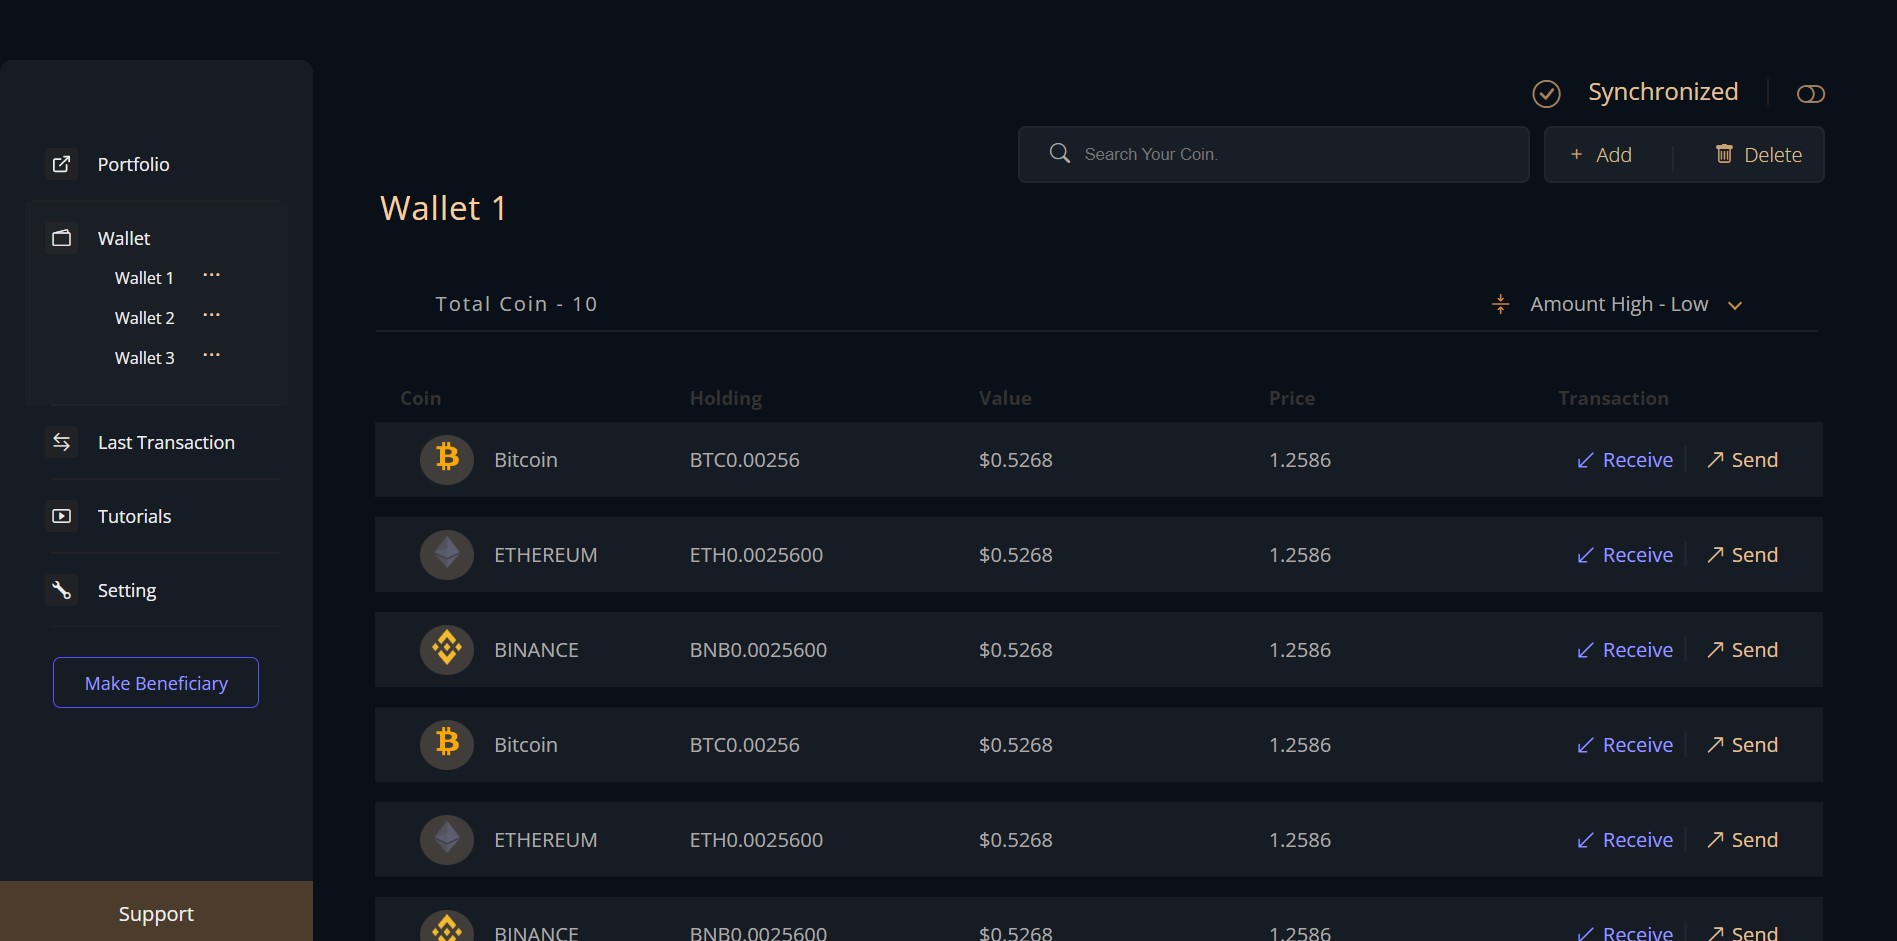 Synchronized
Search Your Coin.
+ Add
Delete
Portfolio
Wallet
Wallet 1 ...
Wallet 2 ...
Wallet 3 ...
Last Transaction
Tutorials
Setting
Make Beneficiary
Support
Wallet 1
Total Coin - 10
Amount High - Low
Coin Holding Value Price Transaction
Bitcoin BTC0.00256 $0.5268 1.2586 Receive Send
ETHEREUM ETH0.0025600 $0.5268 1.2586 Receive Send
BINANCE BNB0.0025600 $0.5268 1.2586 Receive Send
Bitcoin BTC0.00256 $0.5268 1.2586 Receive Send
ETHEREUM ETH0.0025600 $0.5268 1.2586 Receive Send
BINANCE BNB0.0025600 $0.5268 1.2586 Receive Send